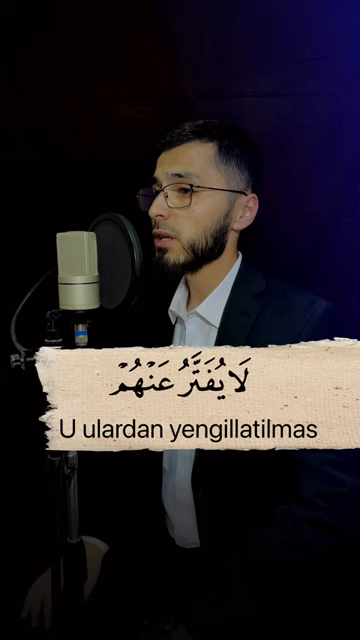 لَا يُفَتَّرُ عَنْهُمْ
U ulardan yengillatilmas